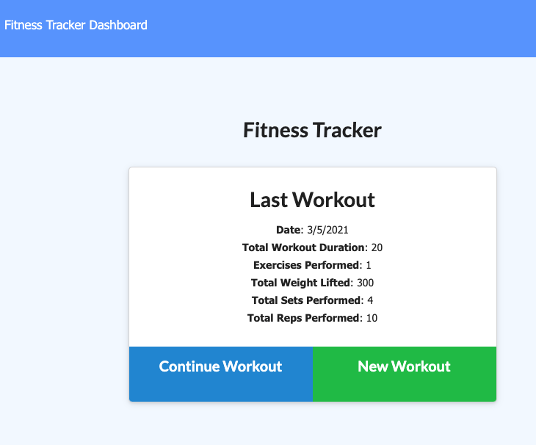 Fitness Tracker Dashboard
Fitness Tracker
Last Workout
Date: 3/5/2021
Total Workout Duration: 20
Exercises Performed: 1
Total Weight Lifted: 300
Total Sets Performed: 4
Total Reps Performed: 10
Continue Workout New Workout